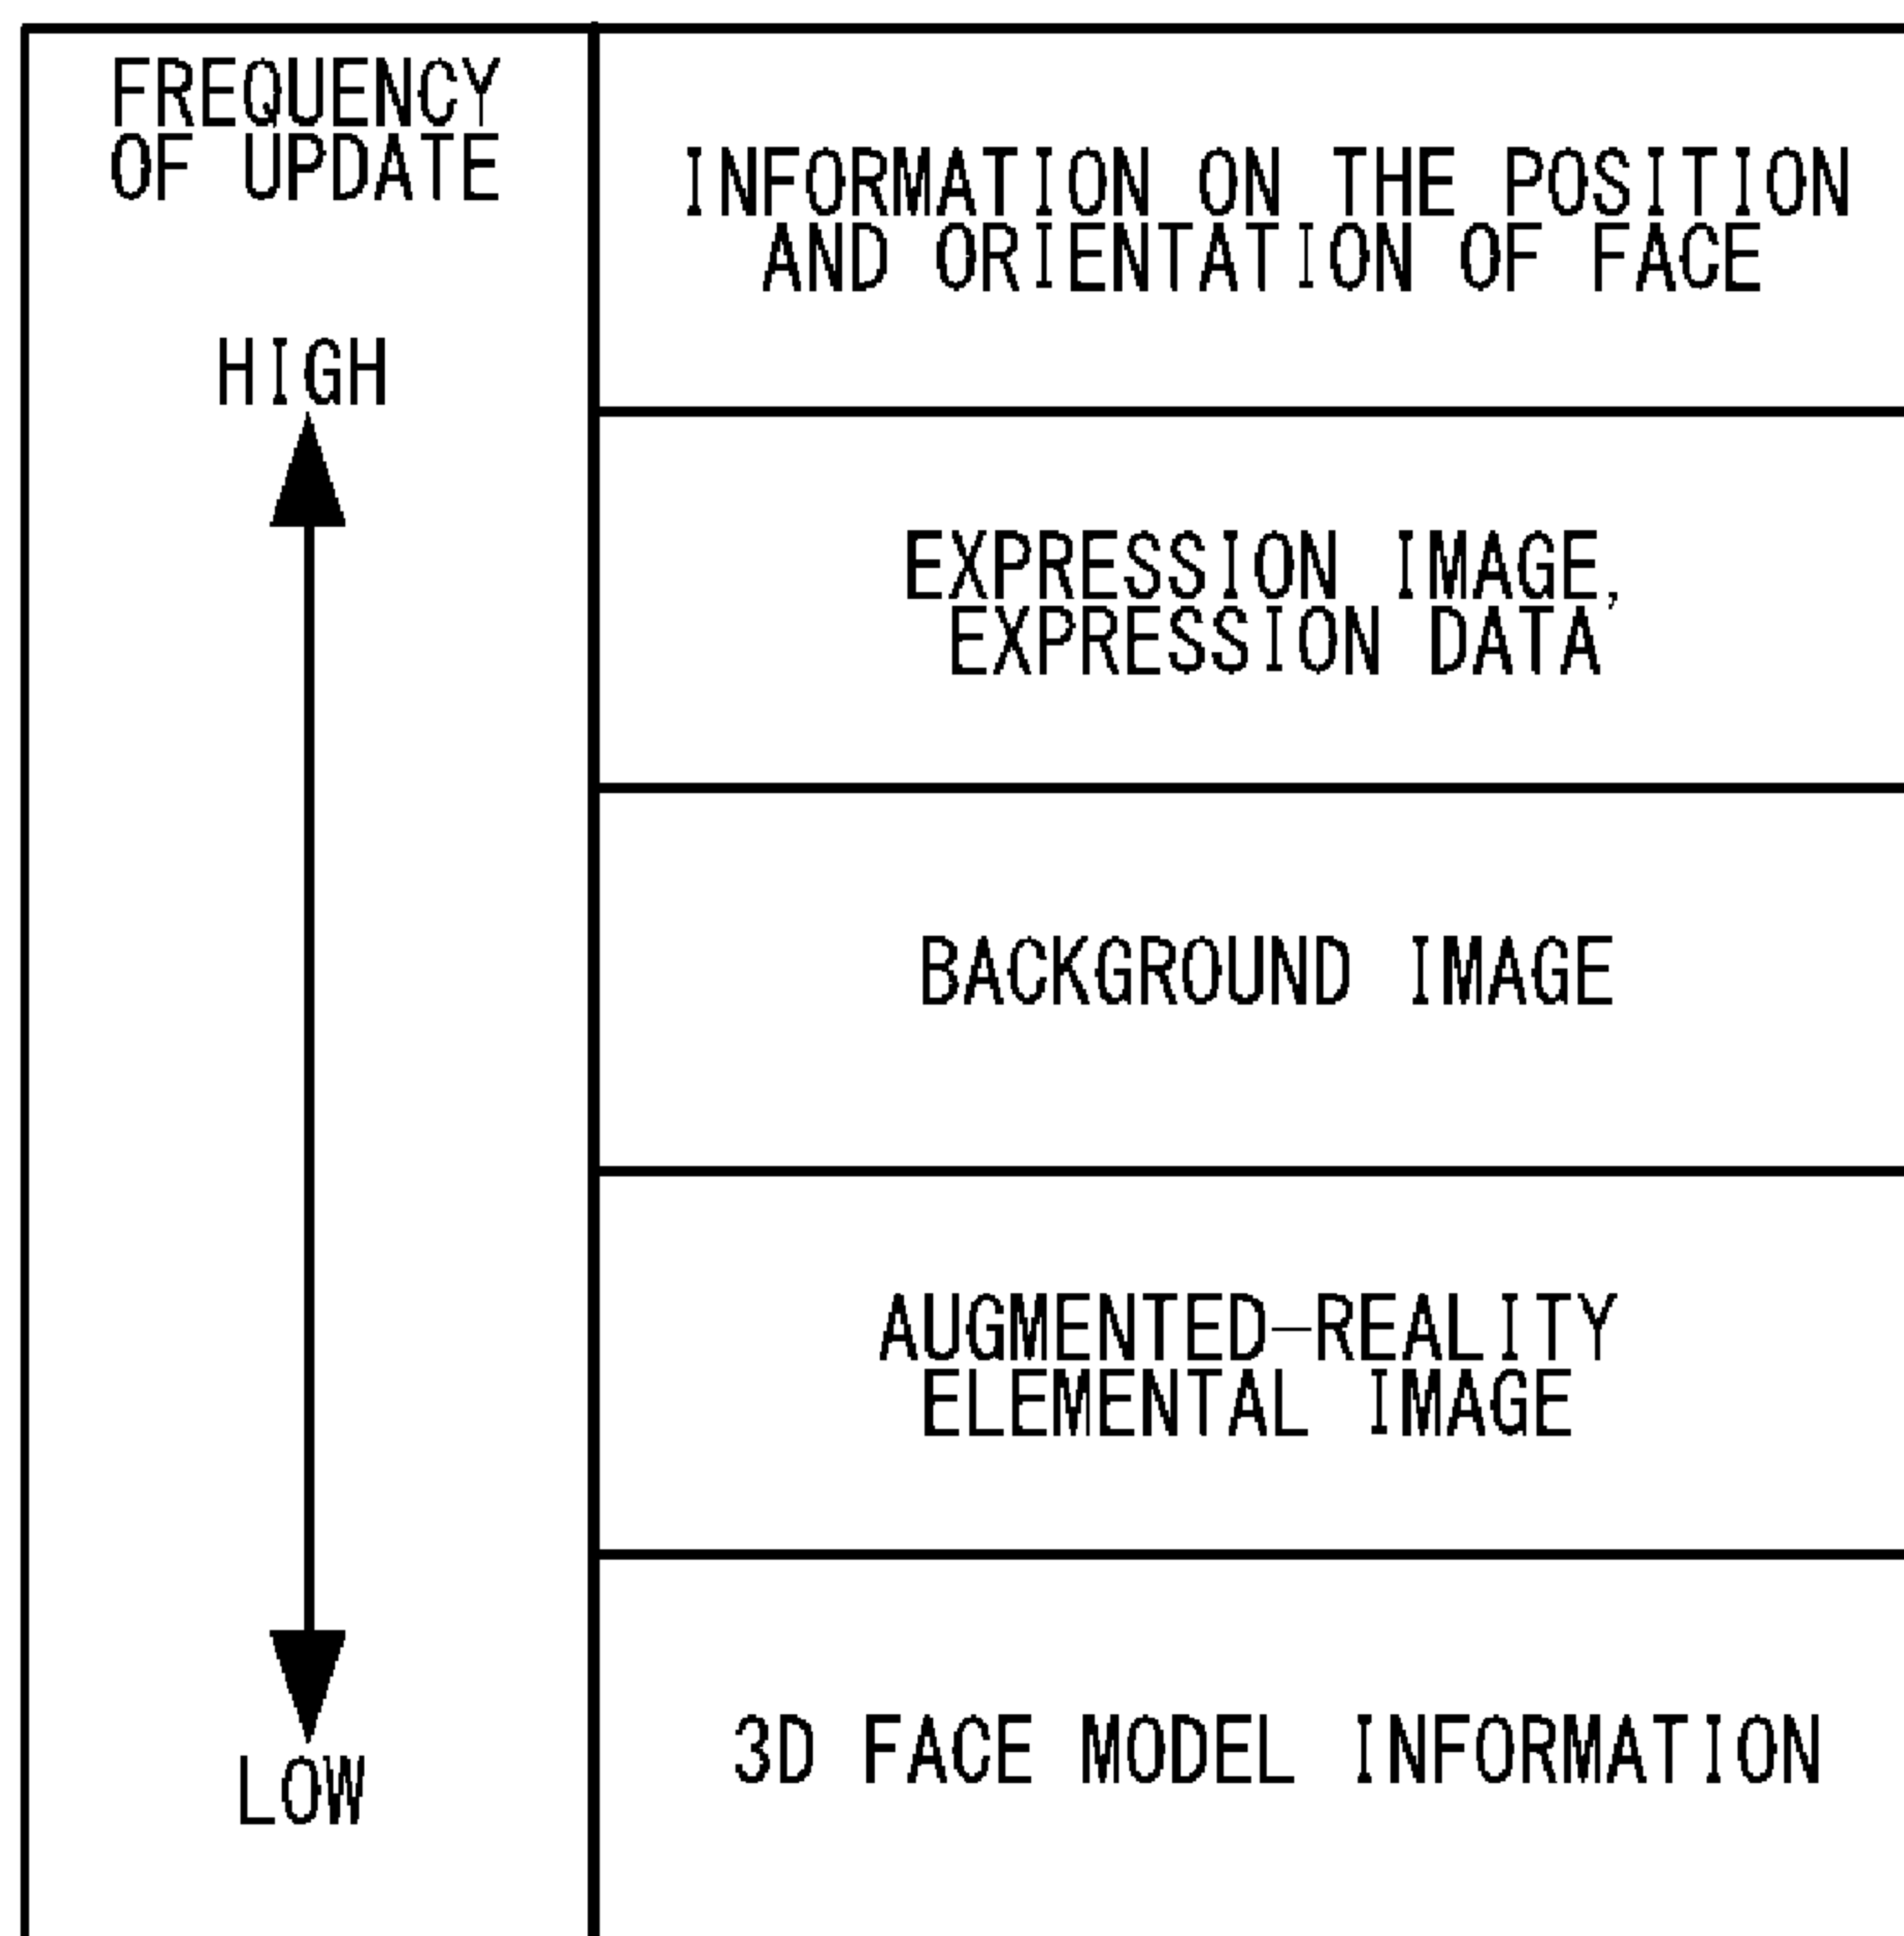 FREQUENCY
OF UPDATE
HIGH
LOW
INFORMATION ON THE POSITION
AND ORIENTATION OF FACE
EXPRESSION IMAGE,
EXPRESSION DATA
BACKGROUND IMAGE
AUGMENTED-REALITY
ELEMENTAL IMAGE
3D FACE MODEL INFORMATION